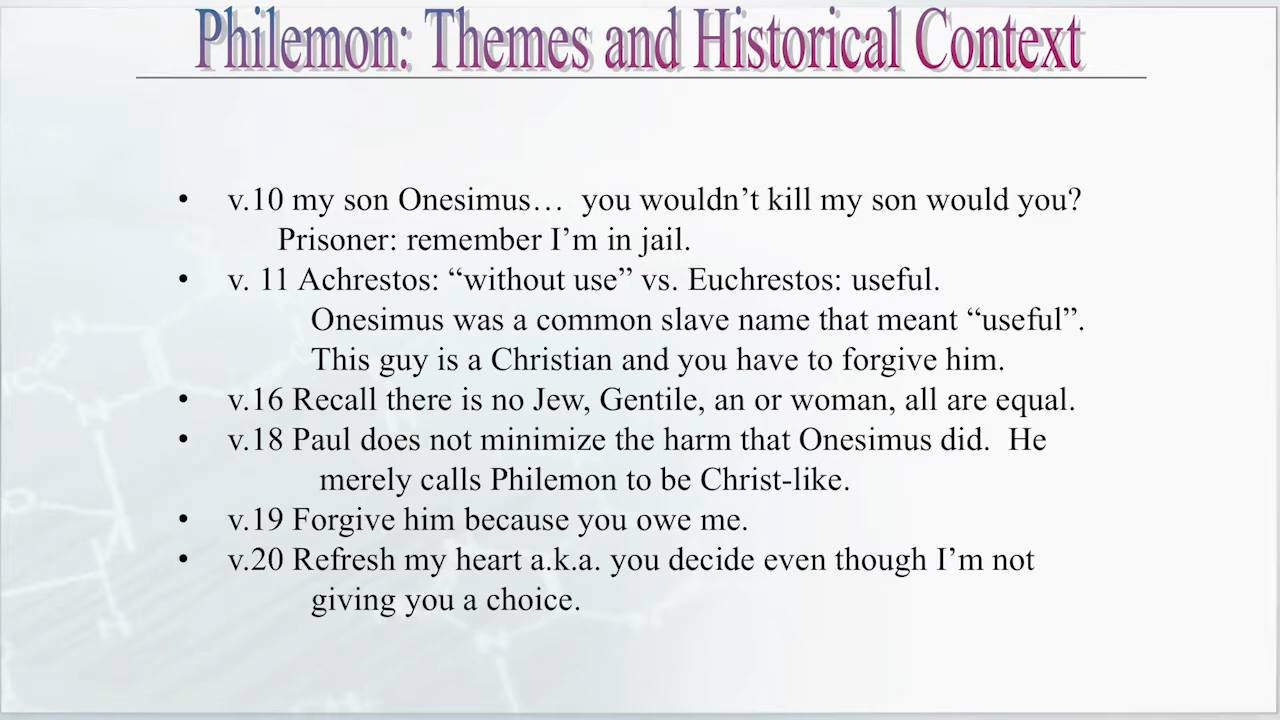 Philemon: Themes and Historical Context
• v.10 my son Onesimus… you wouldn’t kill my son would you?
Prisoner: remember I’m in jail.
• v. 11 Achrestos: “without use” vs. Euchrestos: useful.
Onesimus was a common slave name that meant “useful”.
This guy is a Christian and you have to forgive him.
• v.16 Recall there is no Jew, Gentile, an or woman, all are equal.
• v.18 Paul does not minimize the harm that Onesimus did. He
merely calls Philemon to be Christ-like.
• v.19 Forgive him because you owe me.
• v.20 Refresh my heart a.k.a. you decide even though I’m not
giving you a choice.